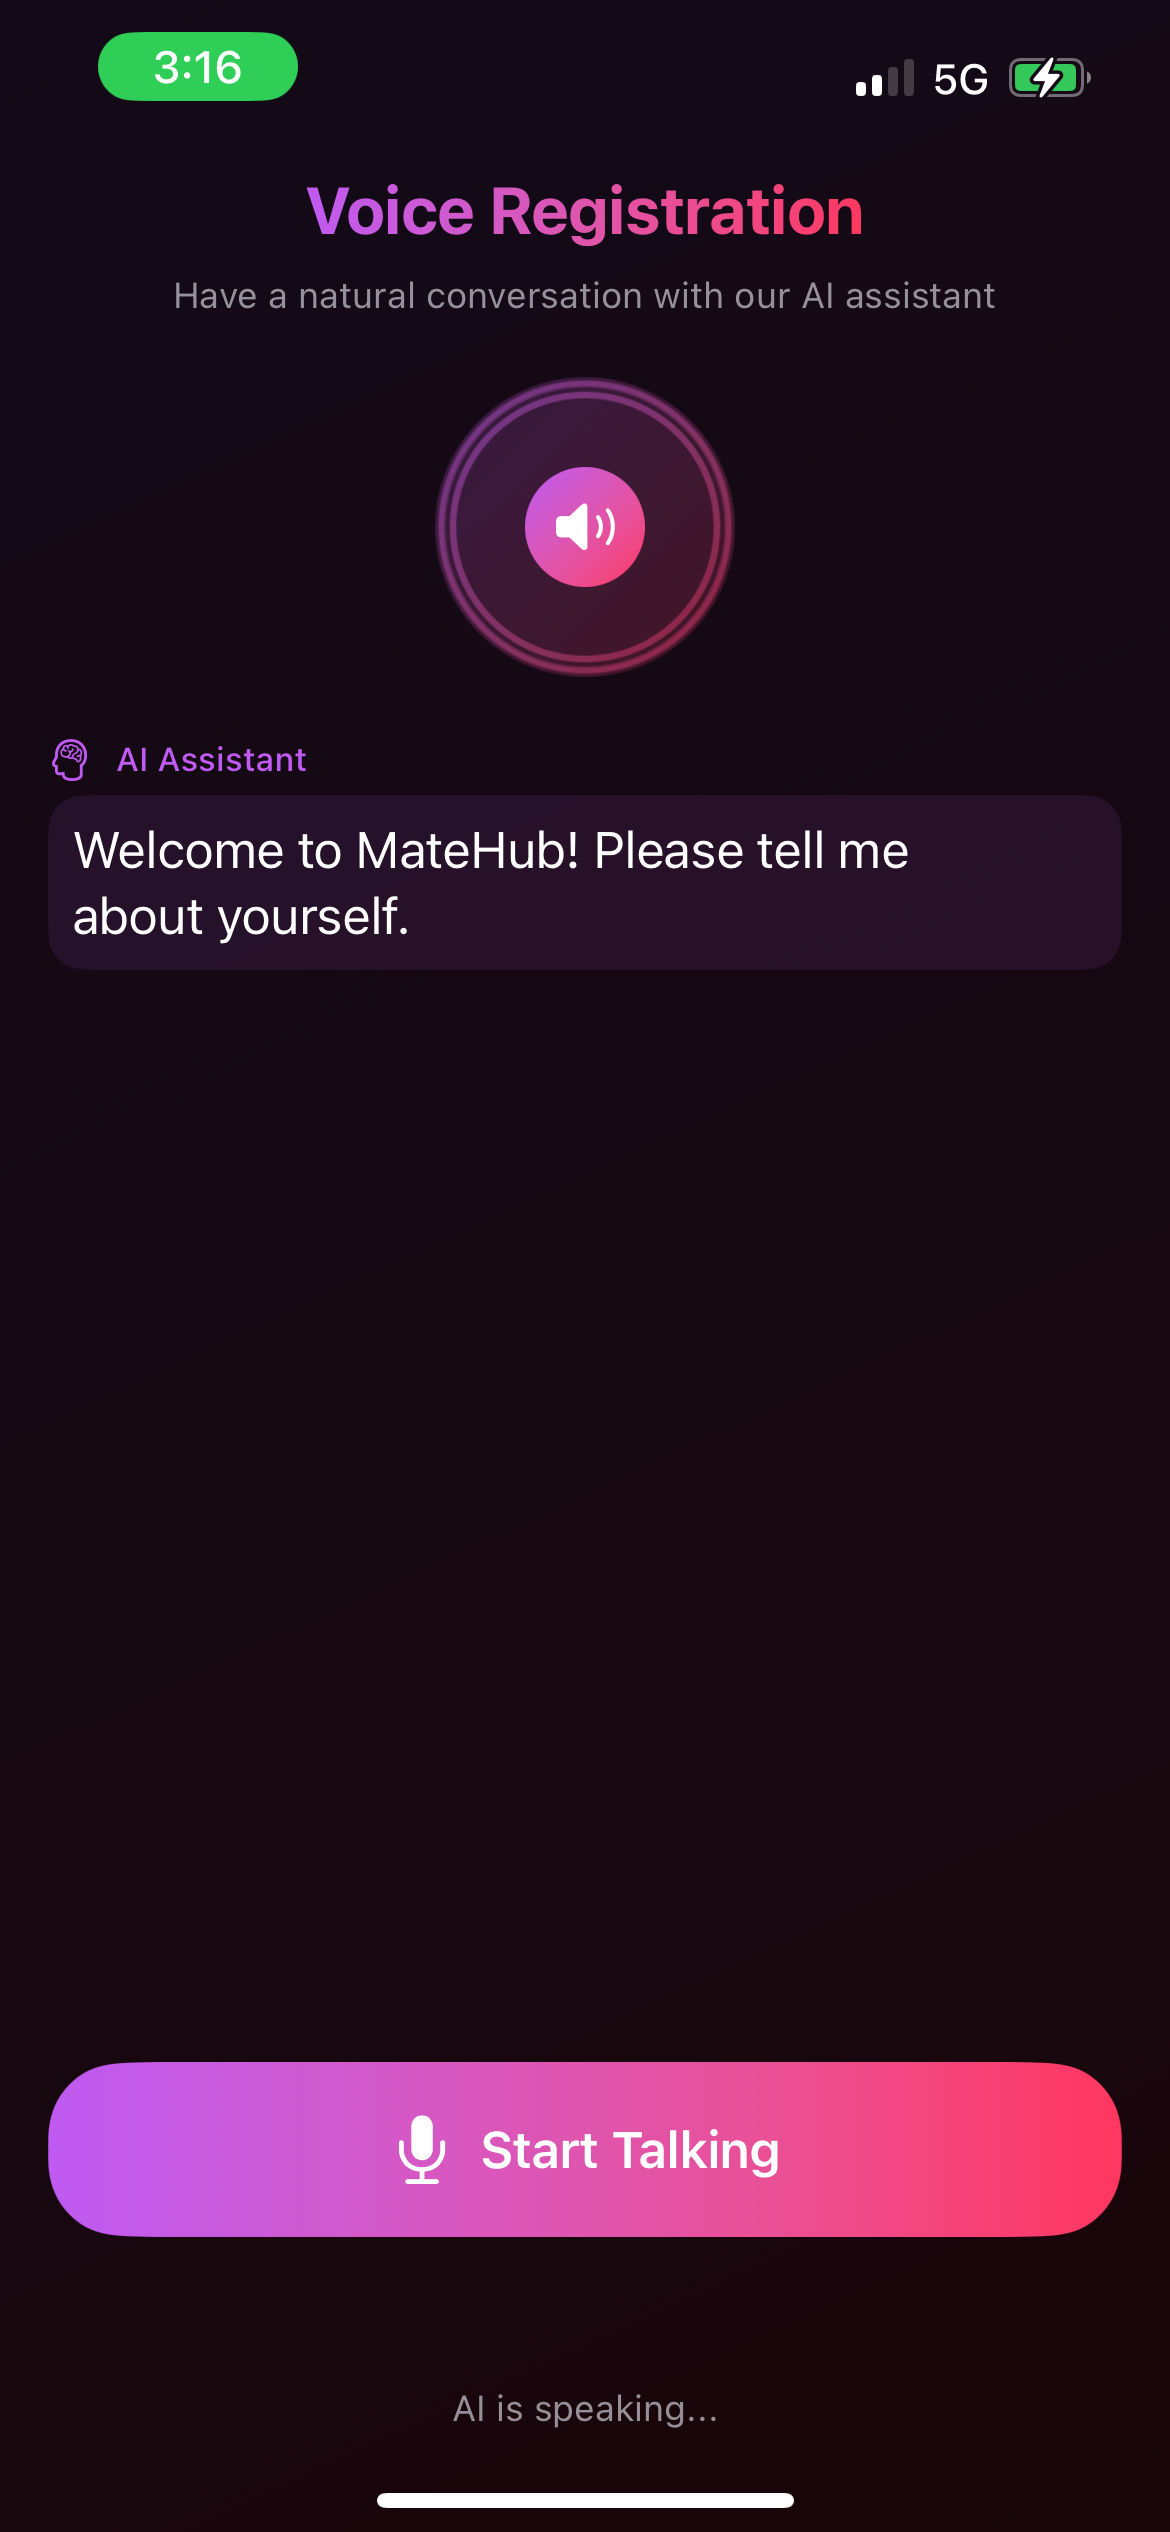 3:16
5G
Voice Registration
Have a natural conversation with our AI assistant
AI Assistant
Welcome to MateHub! Please tell me
about yourself.
Start Talking
AI is speaking...